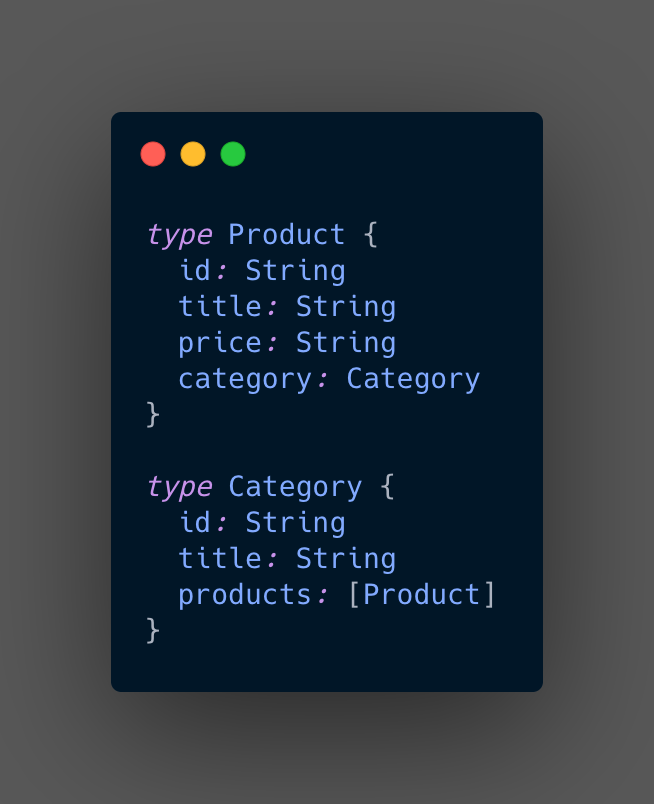 type Product {
  id: String
  title: String
  price: String
  category: Category
}

type Category {
  id: String
  title: String
  products: [Product]
}